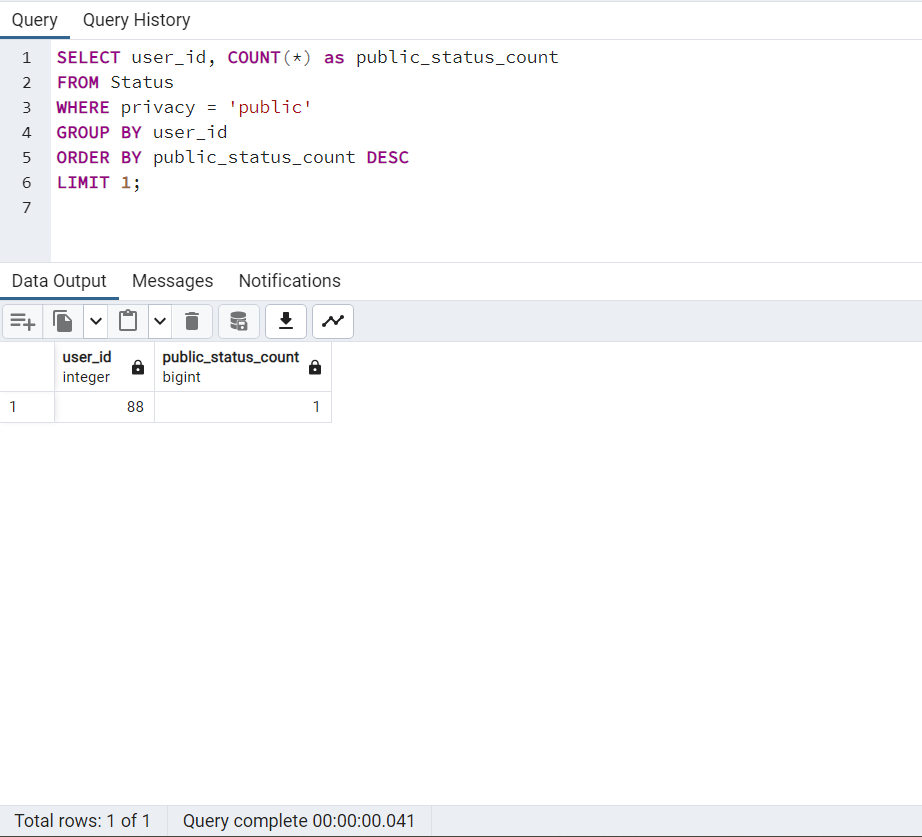 Query Query History
1 SELECT user_id, COUNT(*) as public_status_count
2 FROM Status
3 WHERE privacy = 'public'
4 GROUP BY user_id
5 ORDER BY public_status_count DESC
6 LIMIT 1;
7
Data Output Messages Notifications
user_id public_status_count
integer bigint
1 88 1
Total rows: 1 of 1 Query complete 00:00:00.041